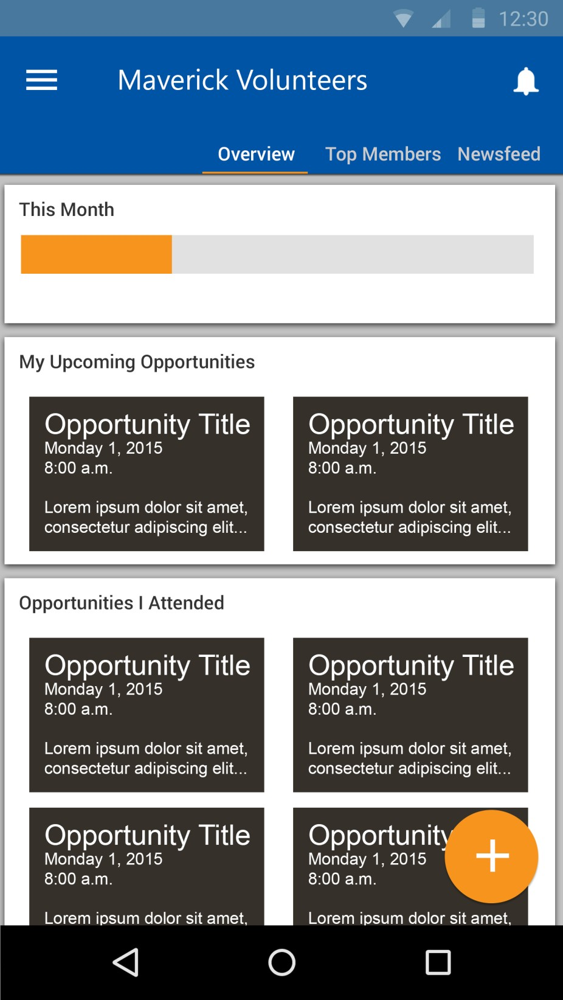 12:30
Maverick Volunteers
Overview Top Members Newsfeed
This Month
My Upcoming Opportunities
Opportunity Title
Monday 1, 2015
8:00 a.m.
Lorem ipsum dolor sit amet,
consectetur adipiscing elit...
Opportunity Title
Monday 1, 2015
8:00 a.m.
Lorem ipsum dolor sit amet,
consectetur adipiscing elit...
Opportunities I Attended
Opportunity Title
Monday 1, 2015
8:00 a.m.
Lorem ipsum dolor sit amet,
consectetur adipiscing elit...
Opportunity Title
Monday 1, 2015
8:00 a.m.
Lorem ipsum dolor sit amet,
consectetur adipiscing elit...
Opportunity Title
Monday 1, 2015
8:00 a.m.
Lorem ipsum dolor sit amet,
Opportunity
Monday 1, 2015
8:00 a.m.
Lorem ipsum dolor sit amet,